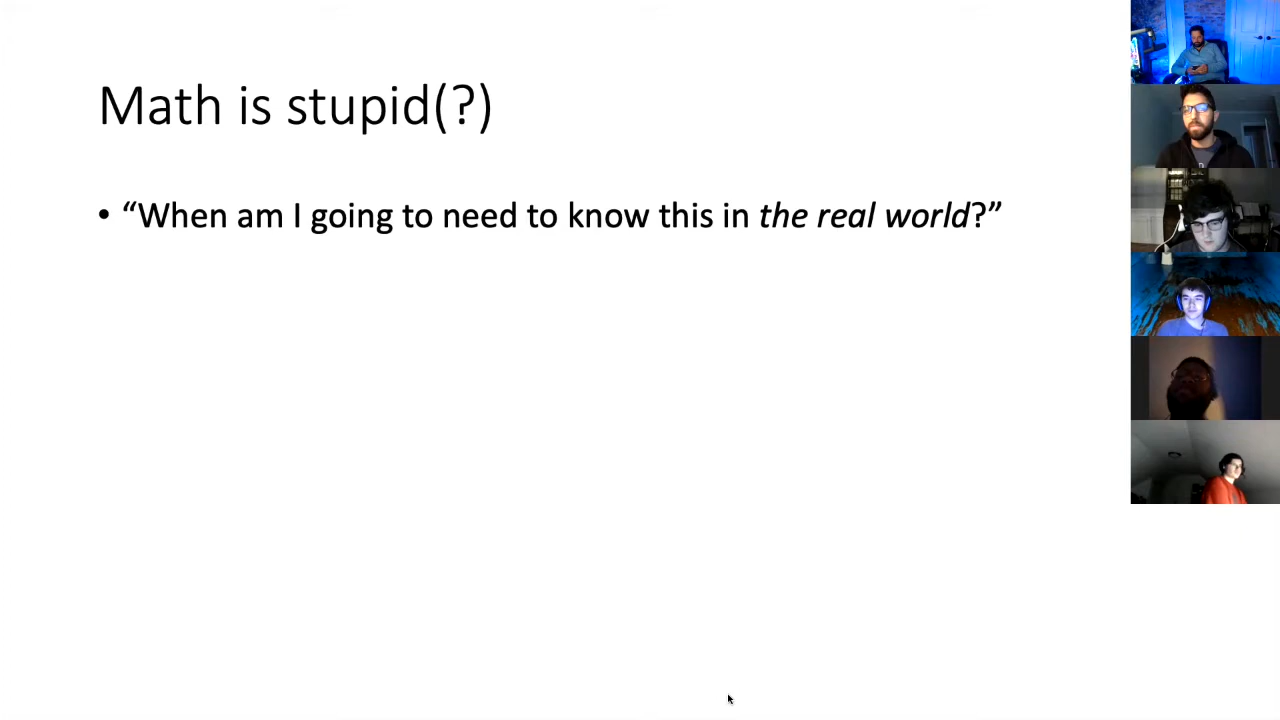 Math is stupid(?)
• “When am I going to need to know this in the real world?”